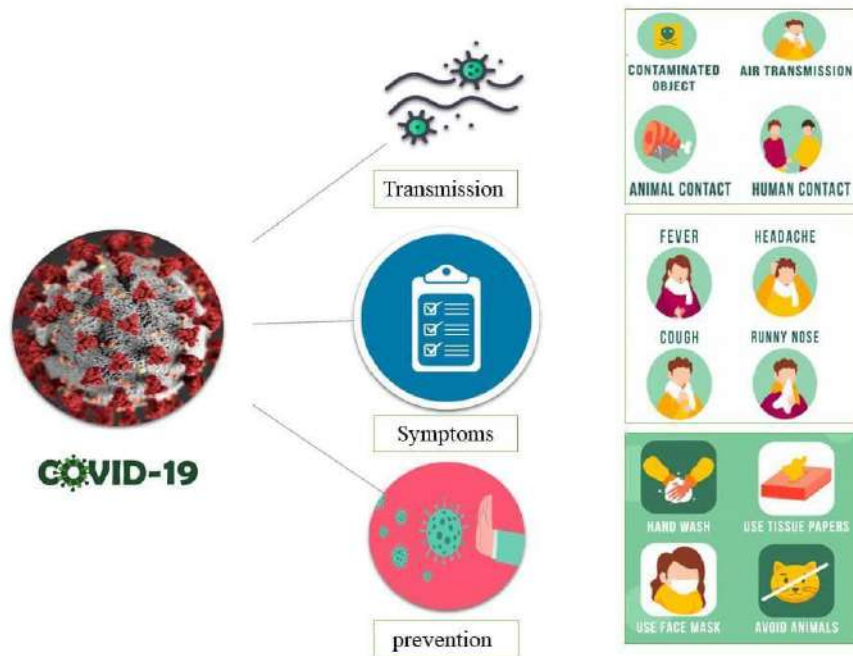 COVID-19
Transmission
Symptoms
prevention
CONTAMINATED
OBJECT
AIR TRANSMISSION
ANIMAL CONTACT
HUMAN CONTACT
FEVER
HEADACHE
COUGH
RUNNY NOSE
HAND WASH
USE TISSUE PAPERS
USE FACE MASK
AVOID ANIMALS